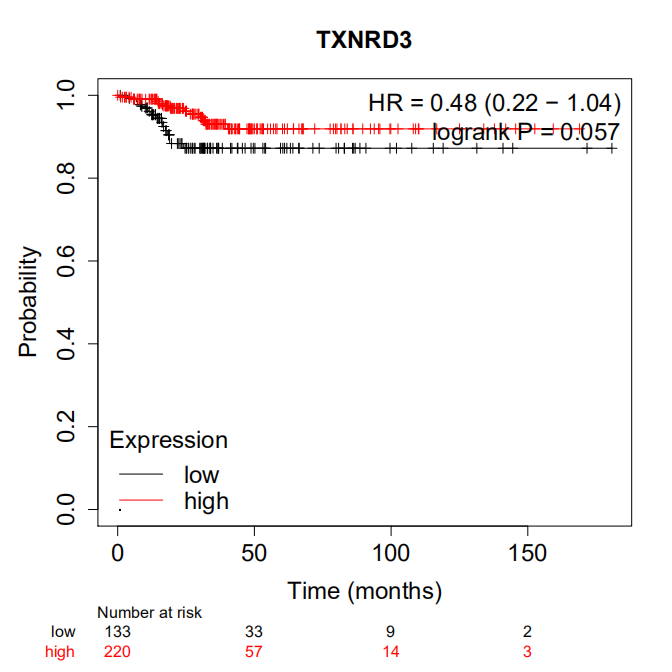 TXNRD3
HR = 0.48 (0.22 − 1.04)
logrank P = 0.057
Probability
1.0
0.8
0.6
0.4
0.2
0.0
Expression
low
high
0 50 100 150
Time (months)
Number at risk
low 133 33 9 2
high 220 57 14 3